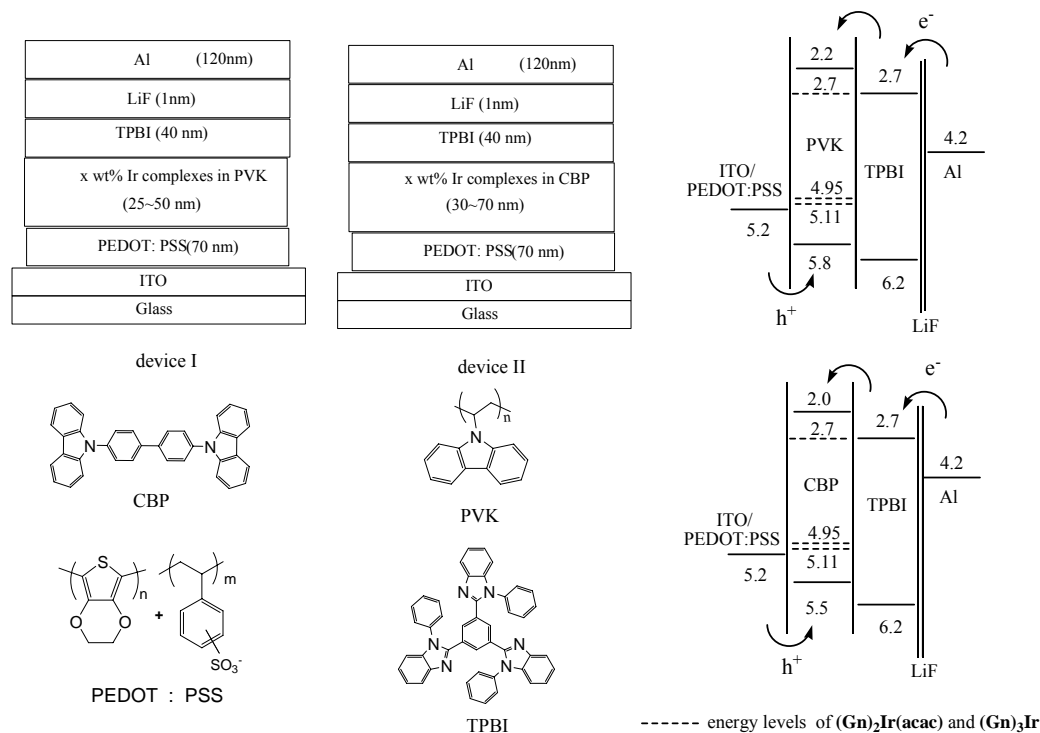 Al (120nm)
LiF (1nm)
TPBI (40 nm)
x wt% Ir complexes in PVK
(25~50 nm)
PEDOT: PSS(70 nm)
ITO
Glass
device I
Al (120nm)
LiF (1nm)
TPBI (40 nm)
x wt% Ir complexes in CBP
(30~70 nm)
PEDOT: PSS(70 nm)
ITO
Glass
device II
e-
2.2
2.7
2.7
PVK
TPBI
4.2
Al
ITO/
PEDOT:PSS
4.95
5.11
5.2
5.8
6.2
h+
LiF
N
N
CBP
n
N
PVK
e-
2.0
2.7
2.7
CBP
TPBI
4.2
Al
ITO/
PEDOT:PSS
4.95
5.11
5.2
5.5
6.2
h+
LiF
S
n
O
O
+
m
SO3-
PEDOT : PSS
N
N
N
N
N
N
TPBI
----- energy levels of (Gn)2Ir(acac) and (Gn)3Ir